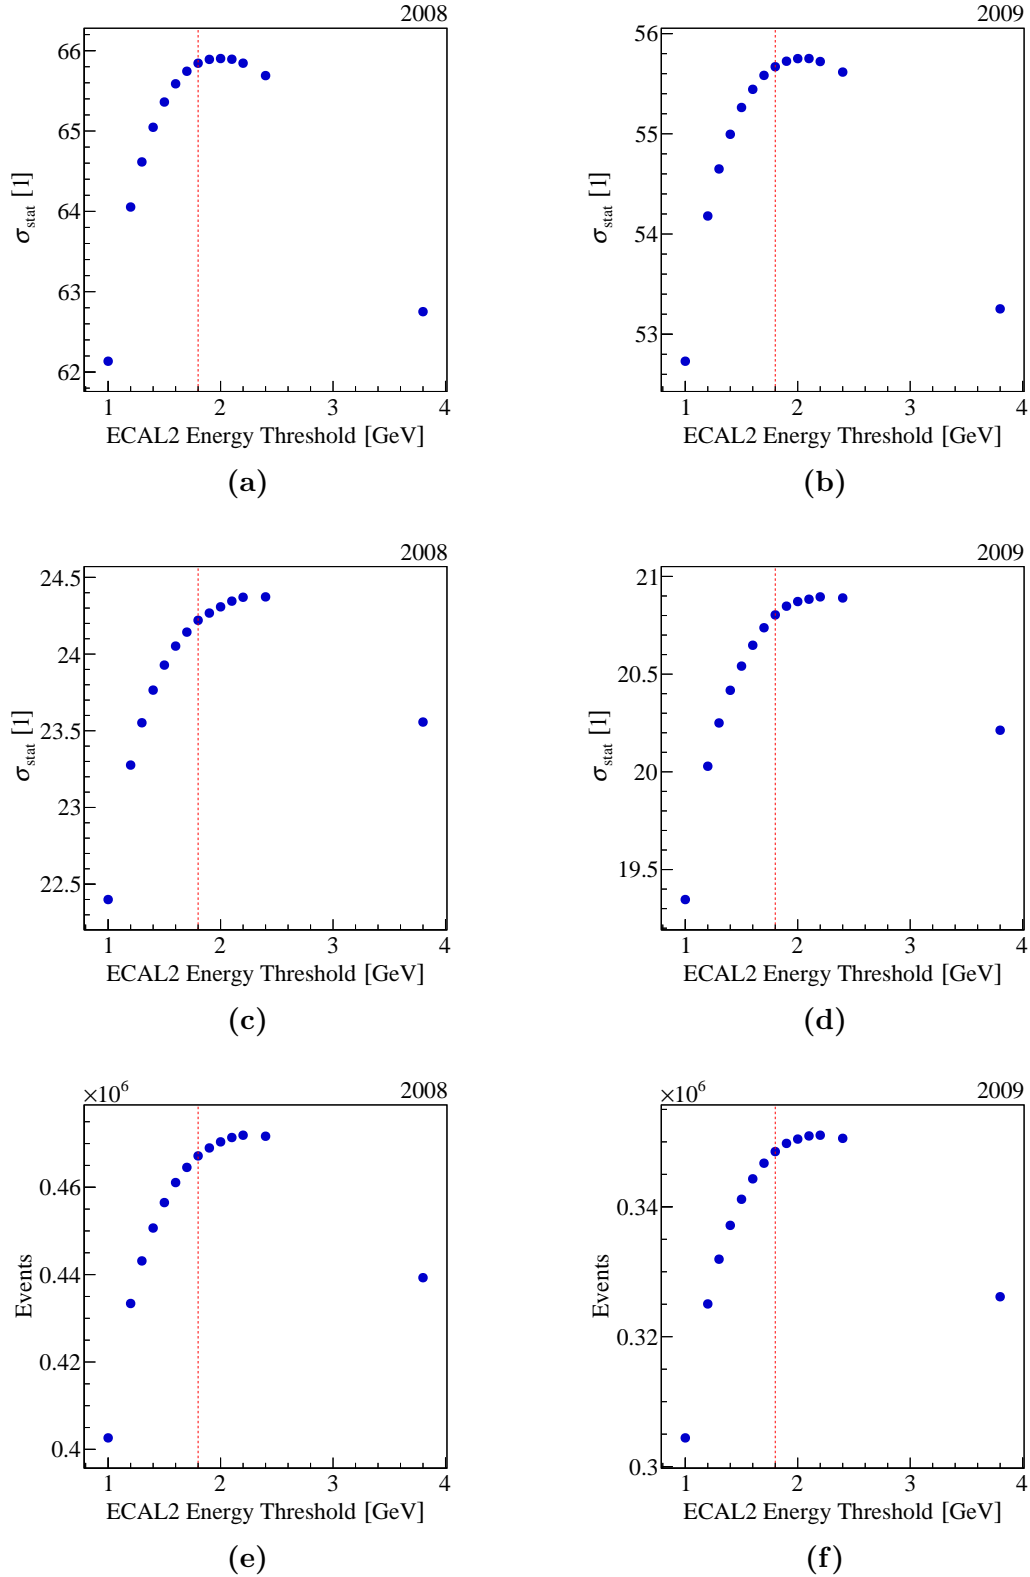 2008
66
65
64
63
62
σstat [1]
1 2 3 4
ECAL2 Energy Threshold [GeV]
(a)
2009
56
55
54
53
σstat [1]
1 2 3 4
ECAL2 Energy Threshold [GeV]
(b)
2008
24.5
24
23.5
23
22.5
σstat [1]
1 2 3 4
ECAL2 Energy Threshold [GeV]
(c)
2009
21
20.5
20
19.5
σstat [1]
1 2 3 4
ECAL2 Energy Threshold [GeV]
(d)
×10⁶ 2008
0.46
0.44
0.42
0.4
Events
1 2 3 4
ECAL2 Energy Threshold [GeV]
(e)
×10⁶ 2009
0.34
0.32
0.3
Events
1 2 3 4
ECAL2 Energy Threshold [GeV]
(f)